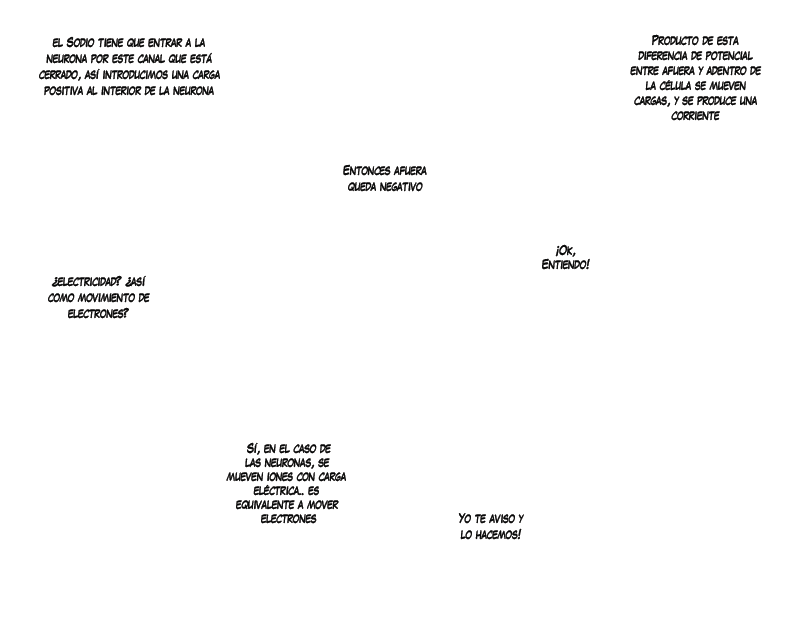 el Sodio tiene que entrar a la
neurona por este canal que está
cerrado, así introducimos una carga
positiva al interior de la neurona
Entonces afuera
queda negativo
Producto de esta
diferencia de potencial
entre afuera y adentro de
la célula se mueven
cargas, y se produce una
corriente
¿electricidad? ¿así
como movimiento de
electrones?
Sí, en el caso de
las neuronas, se
mueven iones con carga
eléctrica.. es
equivalente a mover
electrones
¡Ok,
Entiendo!
Yo te aviso y
lo hacemos!